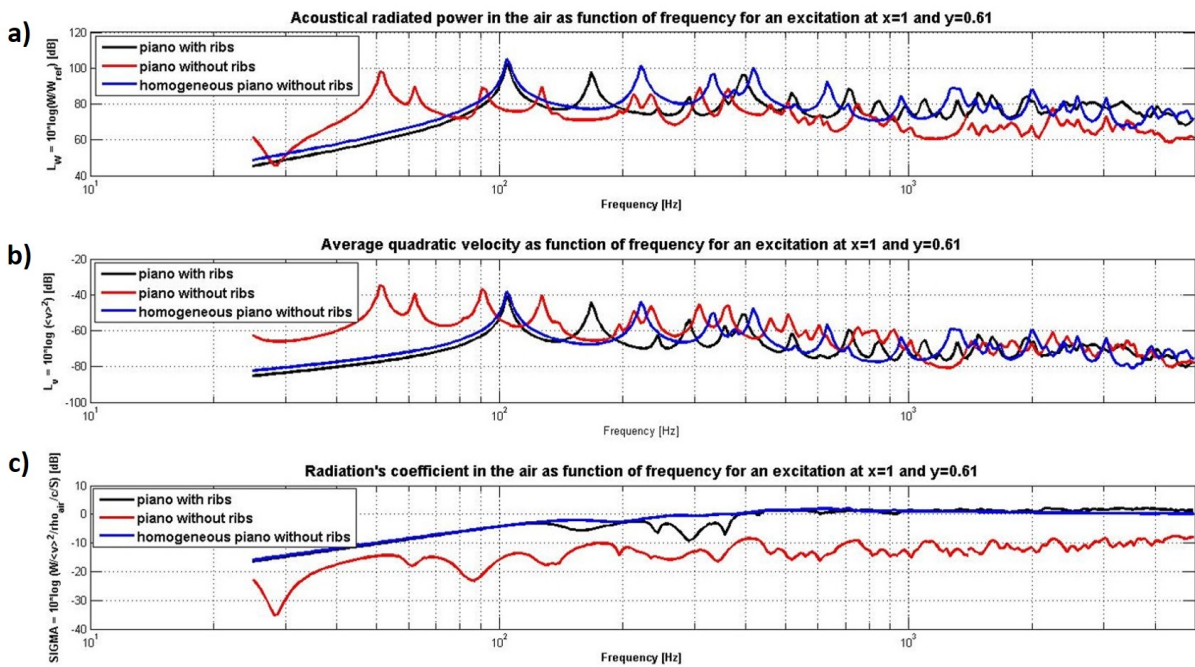 a)
Acoustical radiated power in the air as function of frequency for an excitation at x=1 and y=0.61
L_W = 10*log(W/W_ref) [dB]
120
100
80
60
40
piano with ribs
piano without ribs
homogeneous piano without ribs
10^1
10^2
10^3
Frequency [Hz]
b)
Average quadratic velocity as function of frequency for an excitation at x=1 and y=0.61
L_v = 10*log (<v>^2) [dB]
-20
-40
-60
-80
-100
piano with ribs
piano without ribs
homogeneous piano without ribs
10^1
10^2
10^3
Frequency [Hz]
c)
Radiation's coefficient in the air as function of frequency for an excitation at x=1 and y=0.61
SIGMA = 10*log (W/<v>^2/rho_air/c/S) [dB]
10
0
-10
-20
-30
-40
piano with ribs
piano without ribs
homogeneous piano without ribs
10^1
10^2
10^3
Frequency [Hz]